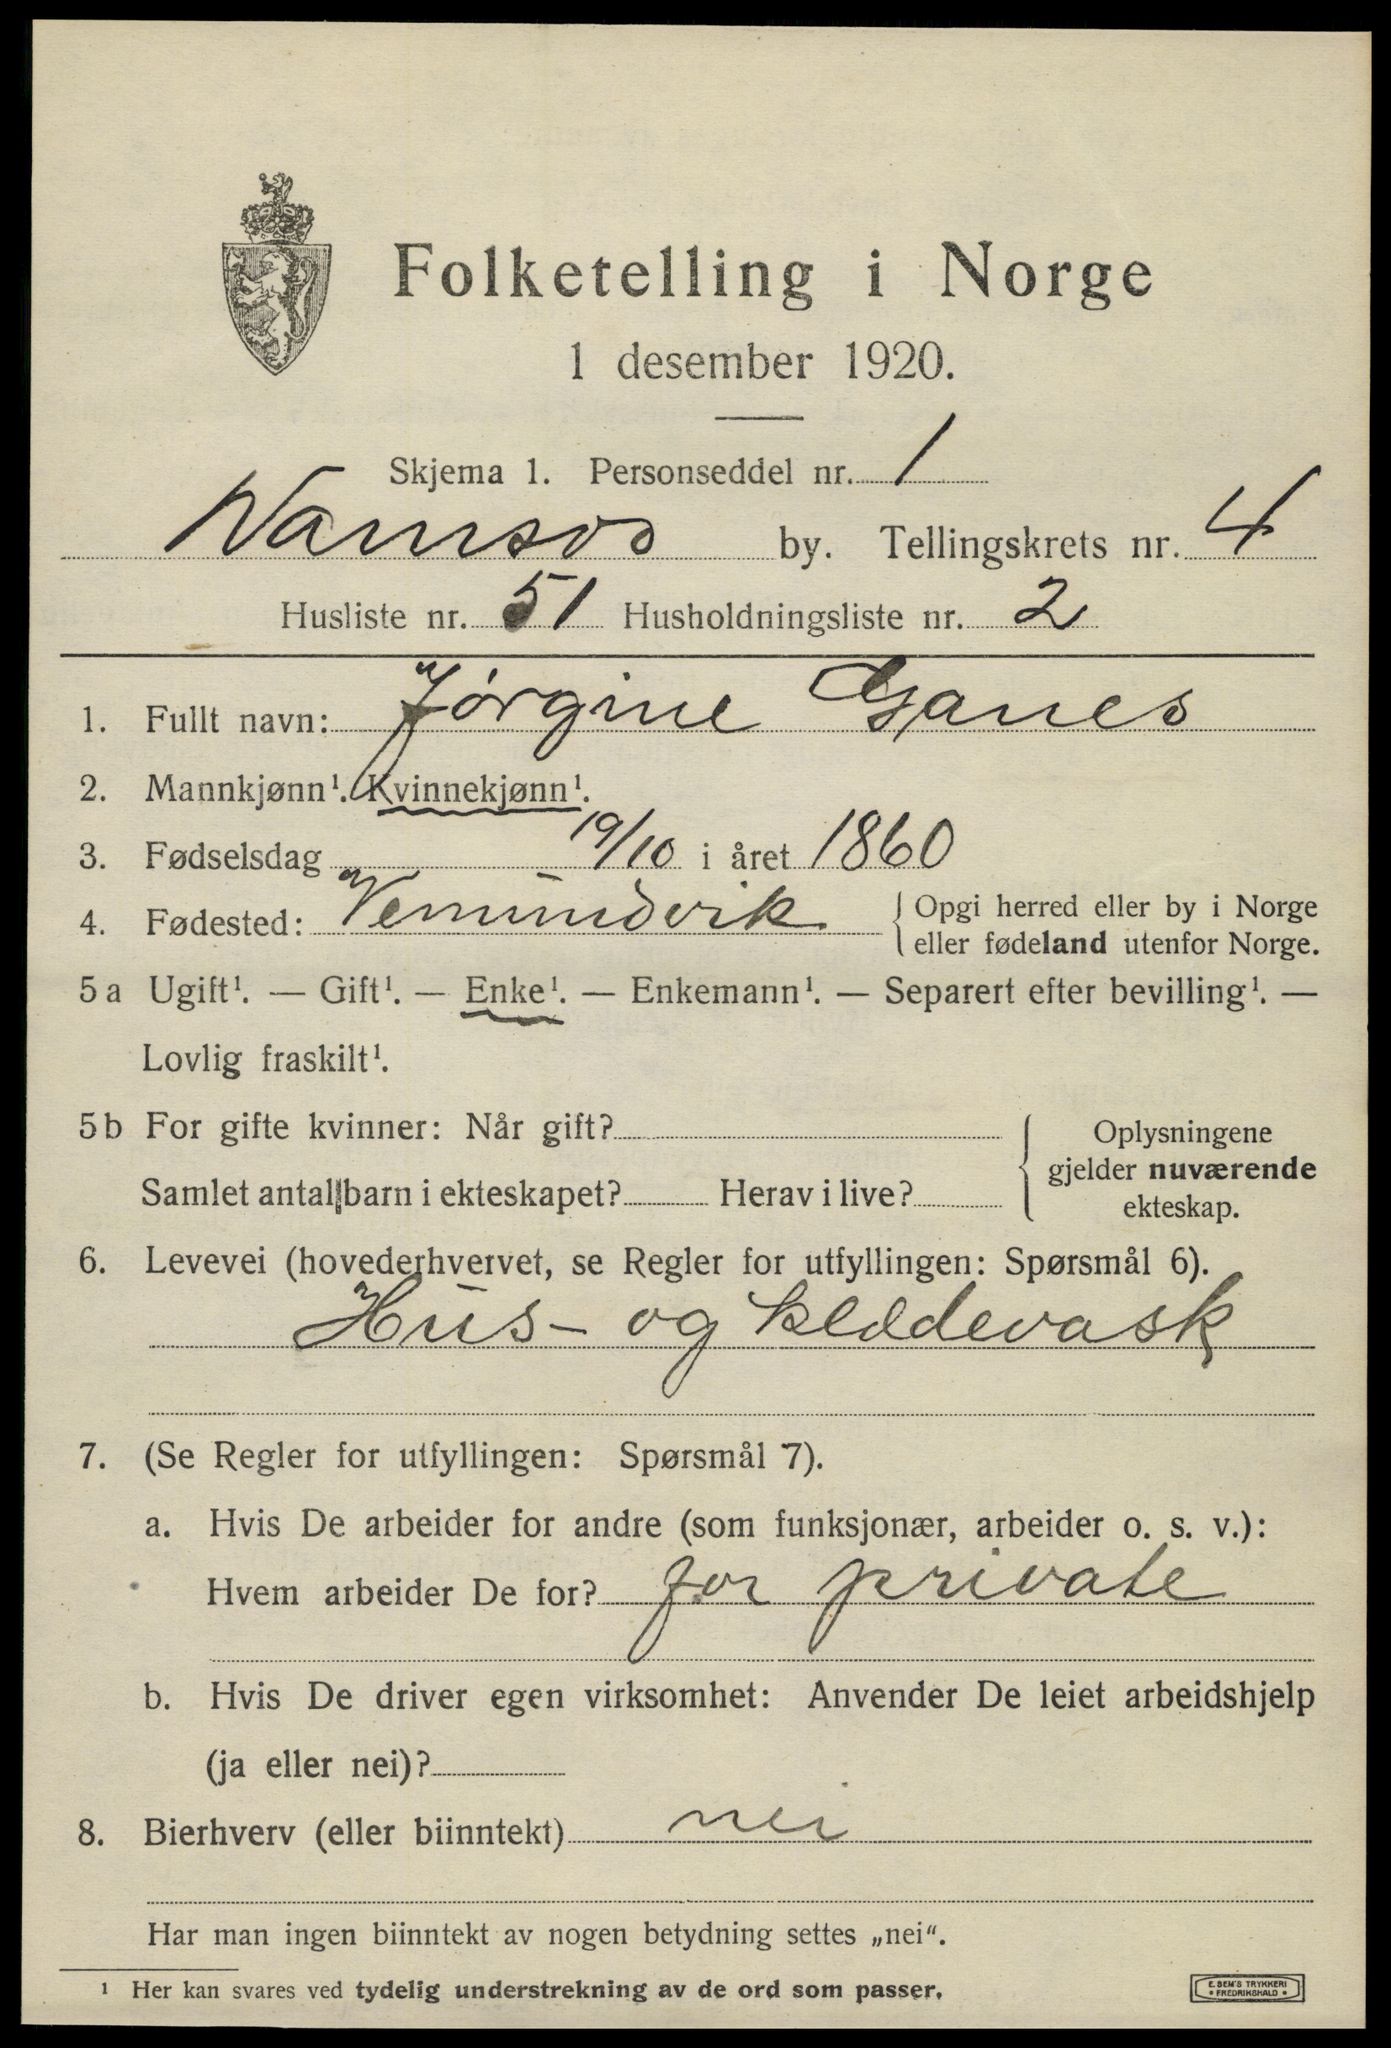 Folketelling i Norge
1 desember 1920.
Skjema 1. Personseddel nr. 1
Namsos by. Tellingskrets nr. 4
Husliste nr. 51 Husholdningsliste nr. 2
1. Fullt navn: Jørgine Ganes
2. Mannkjønn¹. Kvinnekjønn¹.
3. Fødselsdag 19/10 i året 1860
4. Fødested: Vemundvik { Opgi herred eller by i Norge
eller fødeland utenfor Norge.
5 a Ugift¹. — Gift¹. — Enke¹. — Enkemann¹. — Separert efter bevilling¹. —
Lovlig fraskilt¹.
5 b For gifte kvinner: Når gift?
Samlet antall barn i ekteskapet? Herav i live?
Oplysningene
gjelder nuværende
ekteskap.
6. Levevei (hovederhvervet, se Regler for utfyllingen: Spørsmål 6).
Hus- og klædevask
7. (Se Regler for utfyllingen: Spørsmål 7).
a. Hvis De arbeider for andre (som funksjonær, arbeider o. s. v.):
Hvem arbeider De for? for private
b. Hvis De driver egen virksomhet: Anvender De leiet arbeidshjelp
(ja eller nei)?
8. Bierhverv (eller biinntekt) nei
Har man ingen biinntekt av nogen betydning settes „nei“.
¹ Her kan svares ved tydelig understrekning av de ord som passer.
E. SEM'S TRYKKERI
• FREDRIKSHALD •